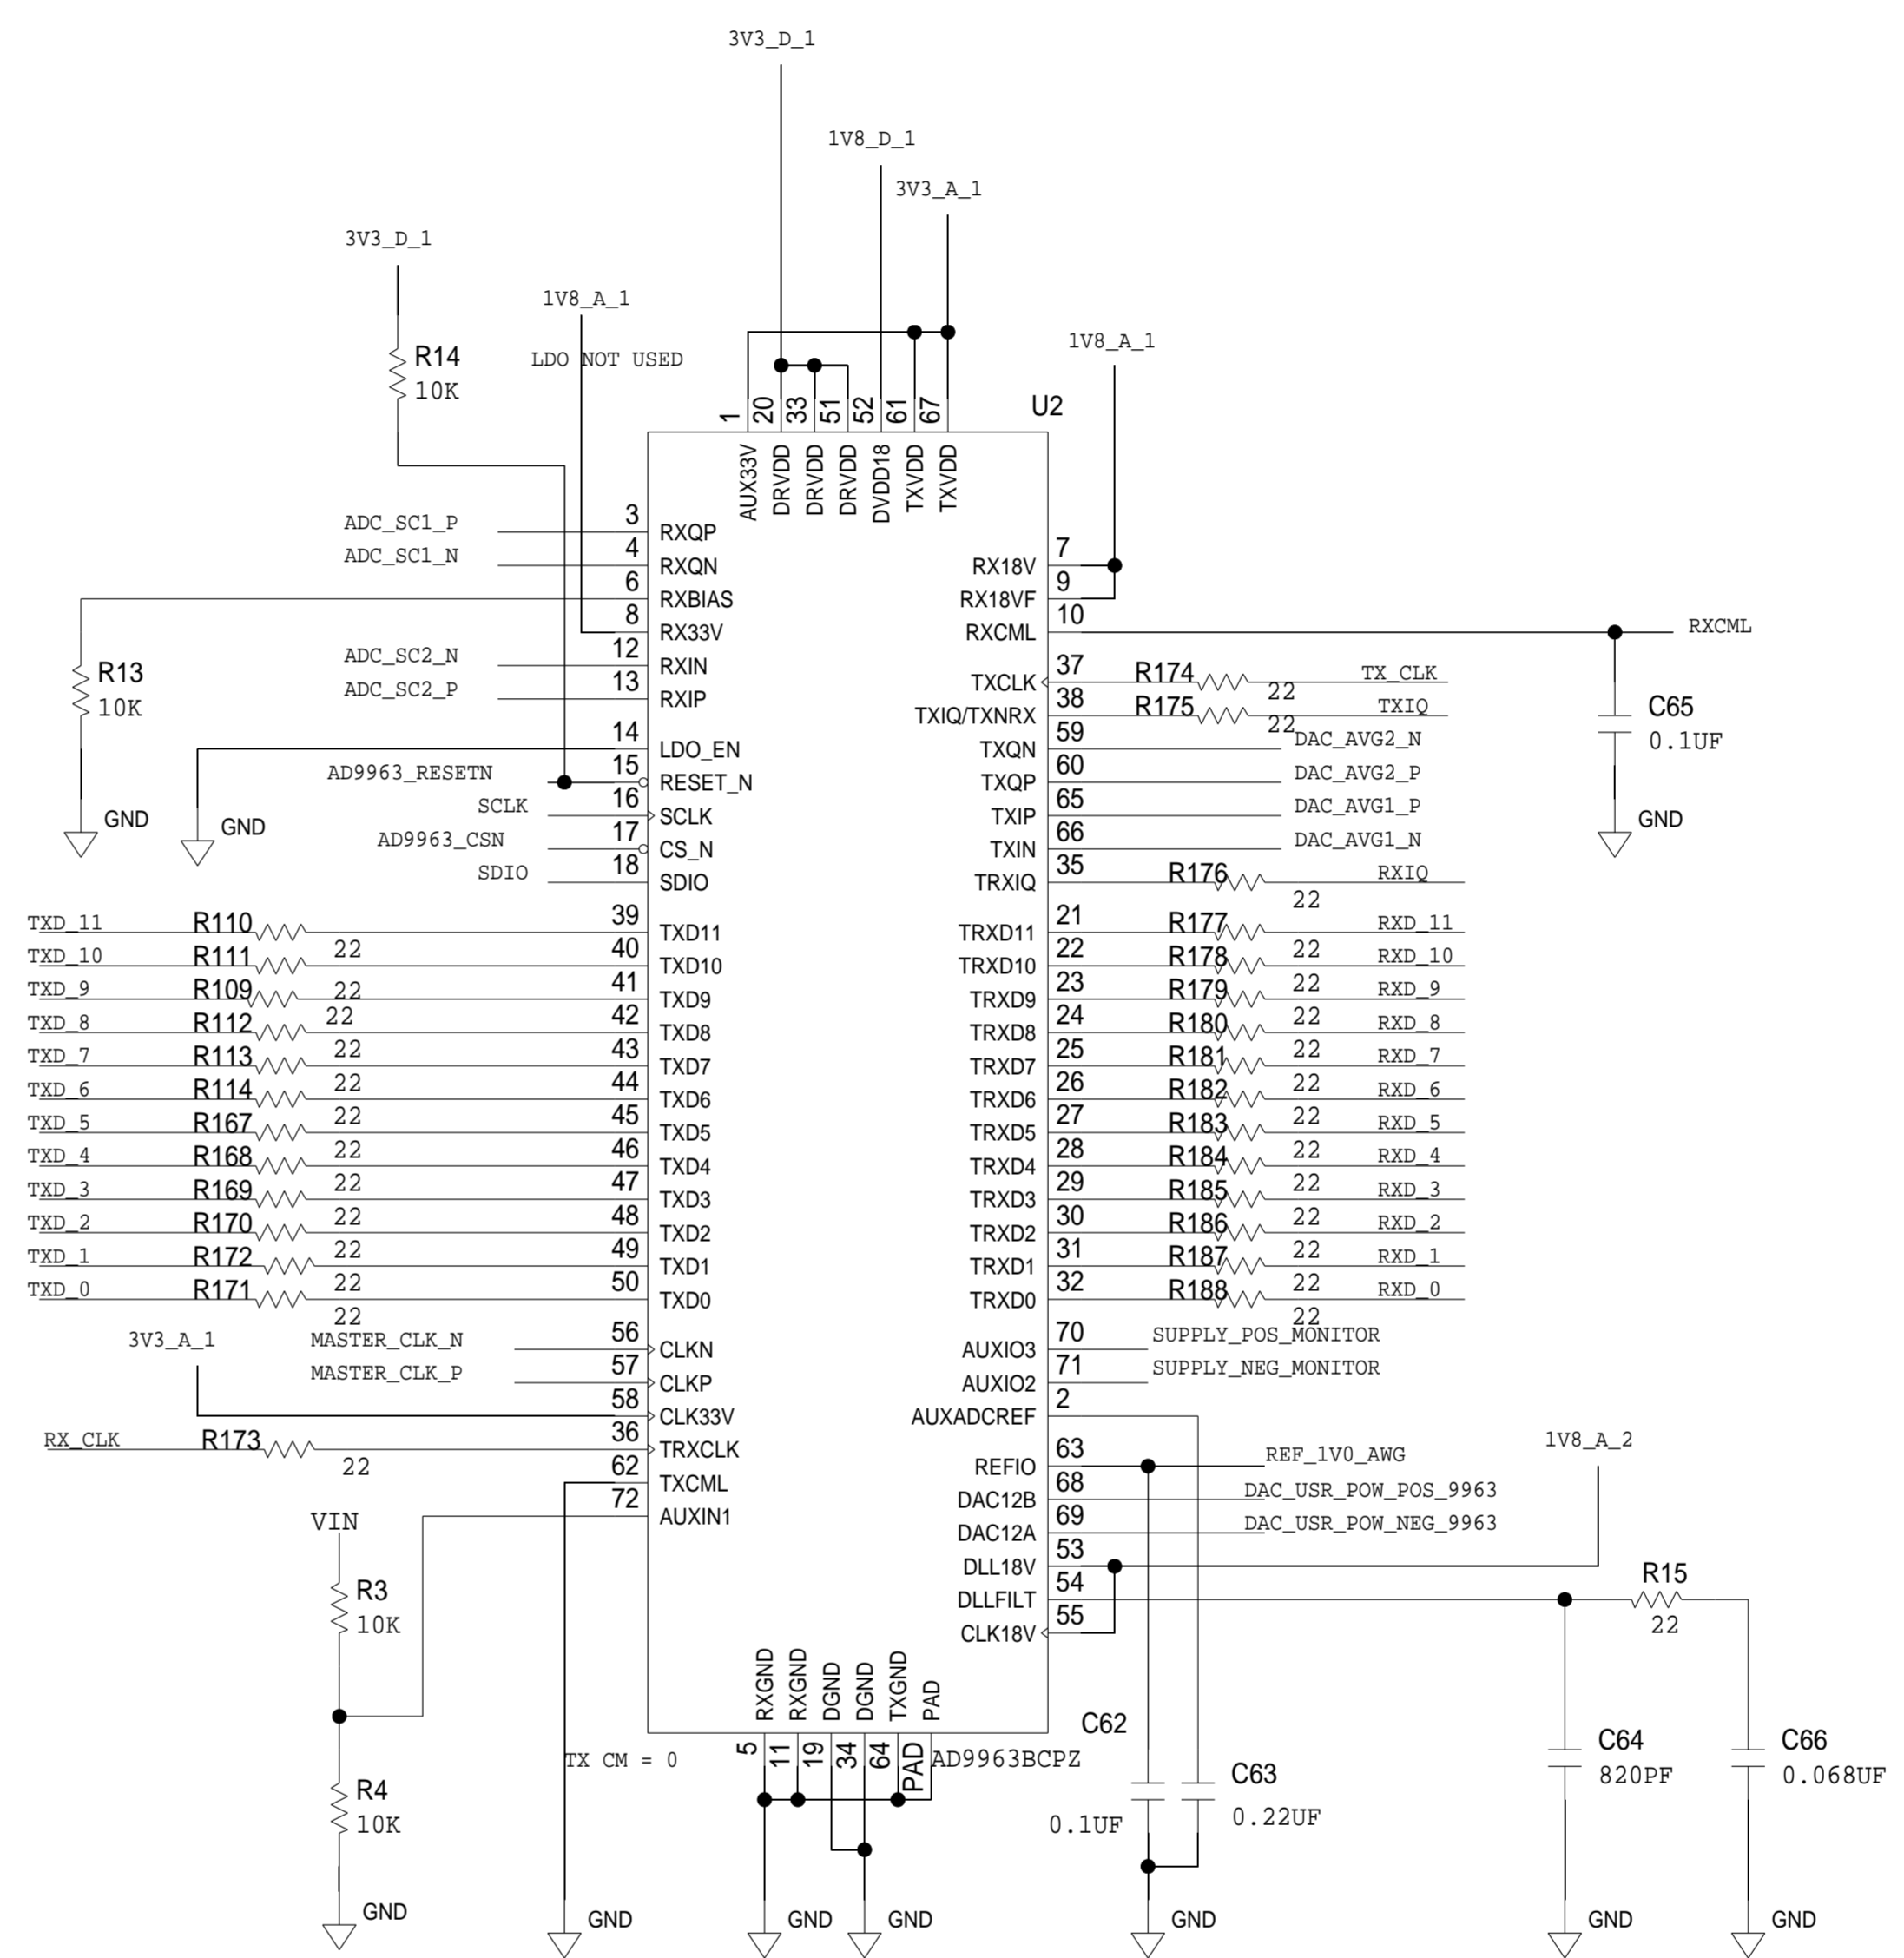 3V3_D_1
1V8_D_1
3V3_A_1
3V3_D_1
1V8_A_1
1V8_A_1
R14
10K
LDO NOT USED
U2
1 20 33 51 52 61 67
AUX33V DRVDD DRVDD DRVDD DVDD18 TXVDD TXVDD
ADC_SC1_P 3 RXQP
ADC_SC1_N 4 RXQN
6 RXBIAS
8 RX33V
ADC_SC2_N 12 RXIN
ADC_SC2_P 13 RXIP
R13
10K
GND
14 LDO_EN
GND
AD9963_RESETN 15 RESET_N
SCLK 16 SCLK
AD9963_CSN 17 CS_N
SDIO 18 SDIO
TXD_11 R110 22 39 TXD11
TXD_10 R111 22 40 TXD10
TXD_9 R109 22 41 TXD9
TXD_8 R112 22 42 TXD8
TXD_7 R113 22 43 TXD7
TXD_6 R114 22 44 TXD6
TXD_5 R167 22 45 TXD5
TXD_4 R168 22 46 TXD4
TXD_3 R169 22 47 TXD3
TXD_2 R170 22 48 TXD2
TXD_1 R172 22 49 TXD1
TXD_0 R171 22 50 TXD0
MASTER_CLK_N 56 CLKN
MASTER_CLK_P 57 CLKP
3V3_A_1 58 CLK33V
RX_CLK R173 22 36 TRXCLK
62 TXCML
72 AUXIN1
VIN
R3
10K
R4
10K
GND
TX CM = 0
GND
RX18V 7
RX18VF 9
RXCML 10 RXCML
C65
0.1UF
GND
TXCLK 37 R174 22 TX_CLK
TXIQ/TXNRX 38 R175 22 TXIQ
TXQN 59 DAC_AVG2_N
TXQP 60 DAC_AVG2_P
TXIP 65 DAC_AVG1_P
TXIN 66 DAC_AVG1_N
TRXIQ 35 R176 22 RXIQ
TRXD11 21 R177 22 RXD_11
TRXD10 22 R178 22 RXD_10
TRXD9 23 R179 22 RXD_9
TRXD8 24 R180 22 RXD_8
TRXD7 25 R181 22 RXD_7
TRXD6 26 R182 22 RXD_6
TRXD5 27 R183 22 RXD_5
TRXD4 28 R184 22 RXD_4
TRXD3 29 R185 22 RXD_3
TRXD2 30 R186 22 RXD_2
TRXD1 31 R187 22 RXD_1
TRXD0 32 R188 22 RXD_0
AUXIO3 70 SUPPLY_POS_MONITOR
AUXIO2 71 SUPPLY_NEG_MONITOR
AUXADCREF 2
REFIO 63 REF_1V0_AWG
DAC12B 68 DAC_USR_POW_POS_9963
DAC12A 69 DAC_USR_POW_NEG_9963
1V8_A_2
DLL18V 53
DLLFILT 54
CLK18V 55
R15
22
RXGND RXGND DGND DGND TXGND PAD
5 11 19 34 64 PAD
AD9963BCPZ
GND
GND
C62
0.1UF
C63
0.22UF
GND
C64
820PF
GND
C66
0.068UF
GND